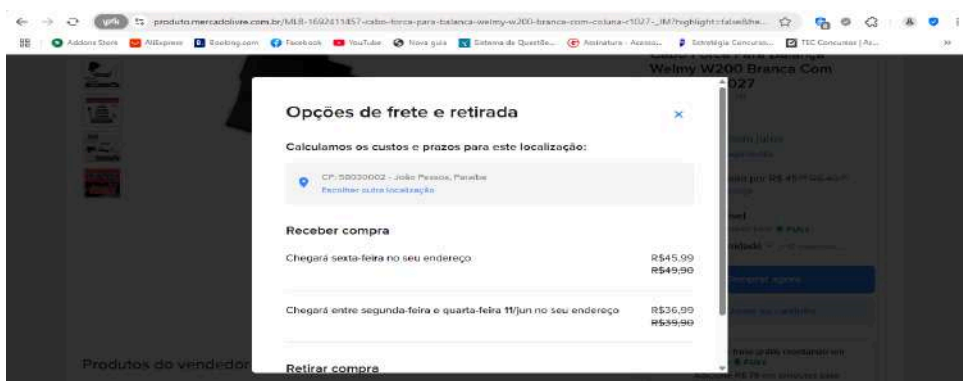 produto.mercadolivre.com.br/MLB-1692411457-cabo-forca-para-balanca-welmy-w200-branca-com-coluna-c1027-_JM?highlight=false&he...
Addons Store AliExpress Booking.com Facebook YouTube Nova guia Sistema de Questõe... Assinatura - Acesso... Estratégia Concurso... TEC Concursos | As...
Welmy W200 Branca Com
027
Opções de frete e retirada
Calculamos os custos e prazos para este localização:
CP: 58030002 - João Pessoa, Paraíba
Escolher outra localização
Receber compra
Chegará sexta-feira no seu endereço R$45,99
R$49,90
Chegará entre segunda-feira e quarta-feira 11/jun no seu endereço R$36,99
R$39,90
Retirar compra
Comprar agora
Produtos do vendedor
FULL